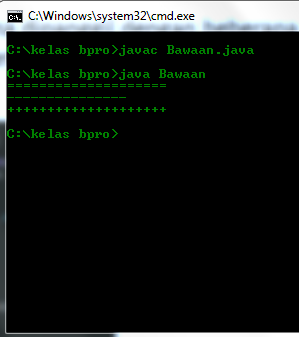 C:\Windows\system32\cmd.exe
C:\kelas bpro>javac Bawaan.java
C:\kelas bpro>java Bawaan
====================
---------------
++++++++++++++++++++
C:\kelas bpro>